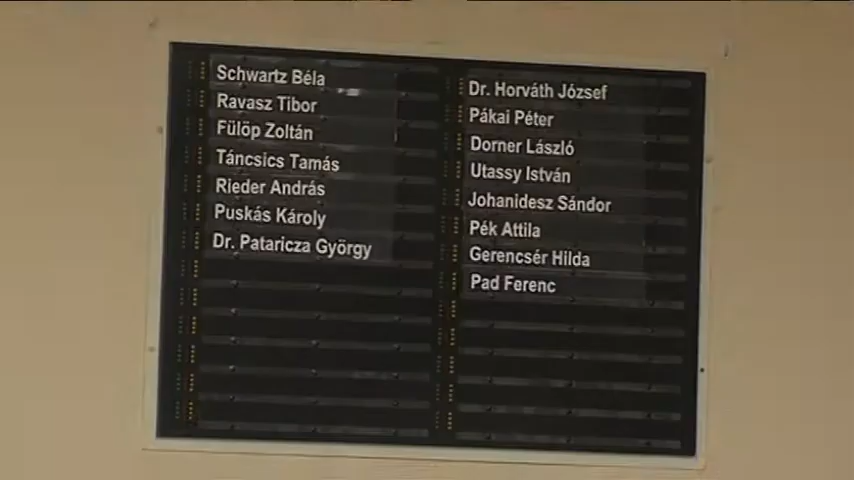 Schwartz Béla
Ravasz Tibor
Fülöp Zoltán
Táncsics Tamás
Rieder András
Puskás Károly
Dr. Pataricza György
Dr. Horváth József
Pákai Péter
Dorner László
Utassy István
Johanidesz Sándor
Pék Attila
Gerencsér Hilda
Pad Ferenc